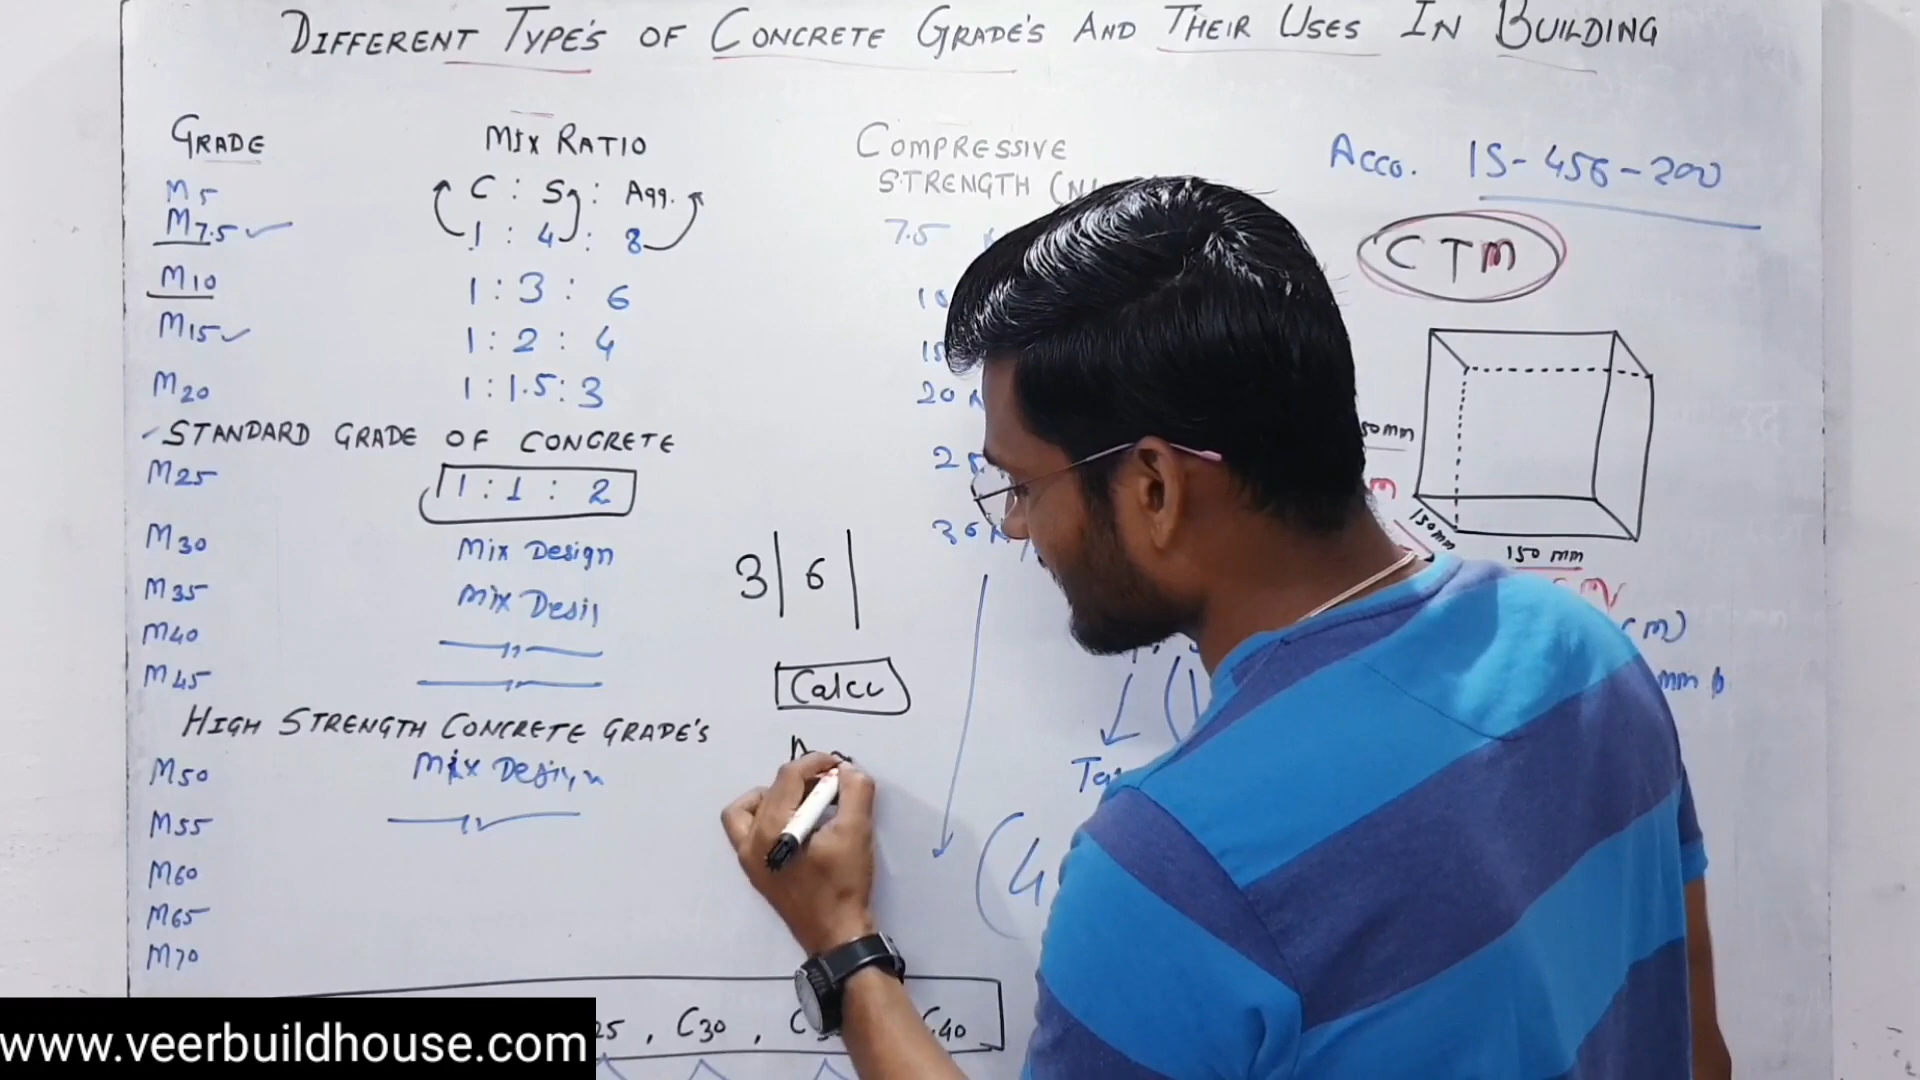 DIFFERENT TYPE'S OF CONCRETE GRADE'S AND THEIR USES IN BUILDING
GRADE
MIX RATIO
COMPRESSIVE
STRENGTH (N
Acco. IS-456-200
M5
C : S : Agg.
M7.5
1 : 4 : 8
7.5
CTM
M10
1 : 3 : 6
10
M15
1 : 2 : 4
15
M20
1 : 1.5 : 3
20
STANDARD GRADE OF CONCRETE
M25
1 : 1 : 2
25
M30
Mix Design
30
150mm
150 mm
M35
Mix Desi
3 6
M40
M45
Calcu
HIGH STRENGTH CONCRETE GRADE'S
M50
Mix Design
M55
M60
M65
M70
25 , C30 , C40
www.veerbuildhouse.com